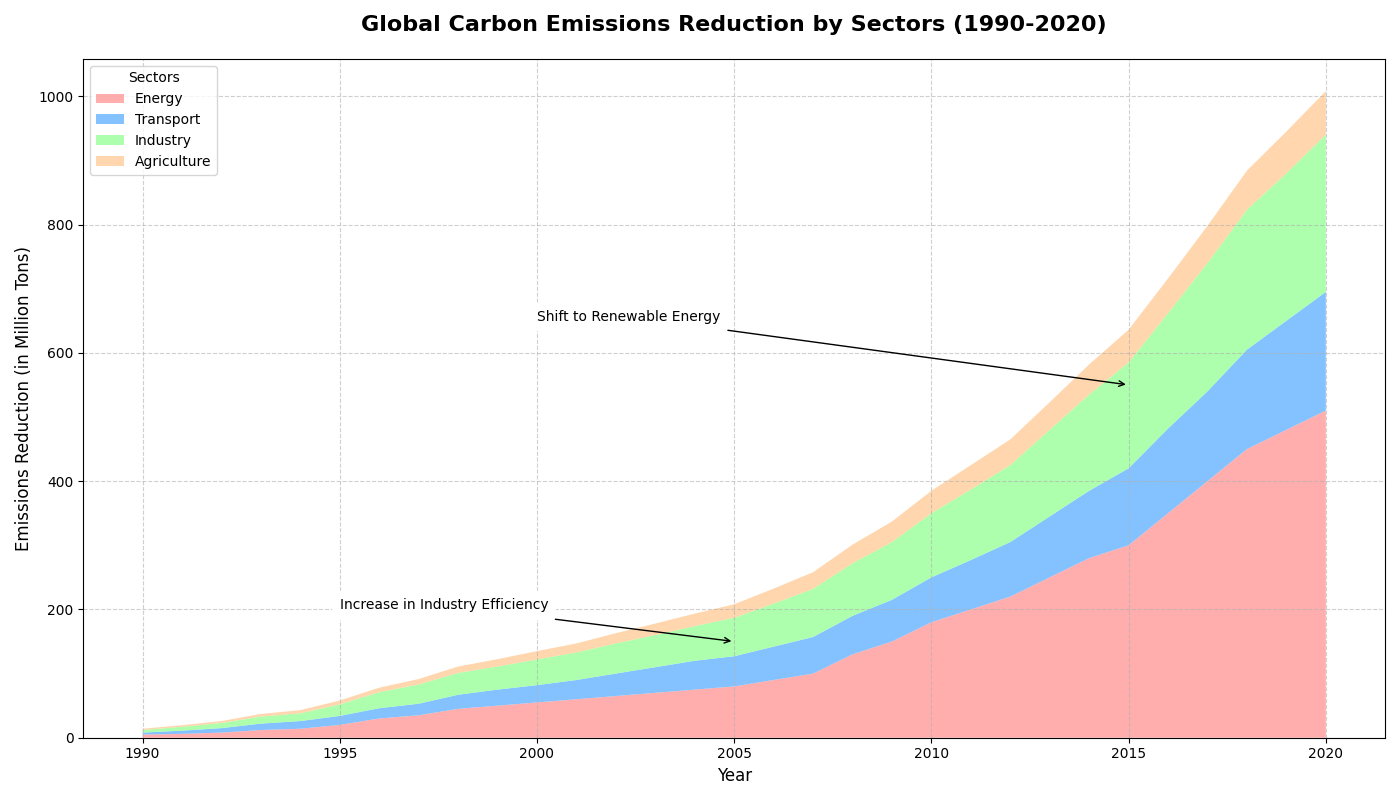 Global Carbon Emissions Reduction by Sectors (1990-2020)
Sectors
Energy
Transport
Industry
Agriculture
Emissions Reduction (in Million Tons)
1000
800
600
400
200
0
Shift to Renewable Energy
Increase in Industry Efficiency
1990
1995
2000
2005
2010
2015
2020
Year